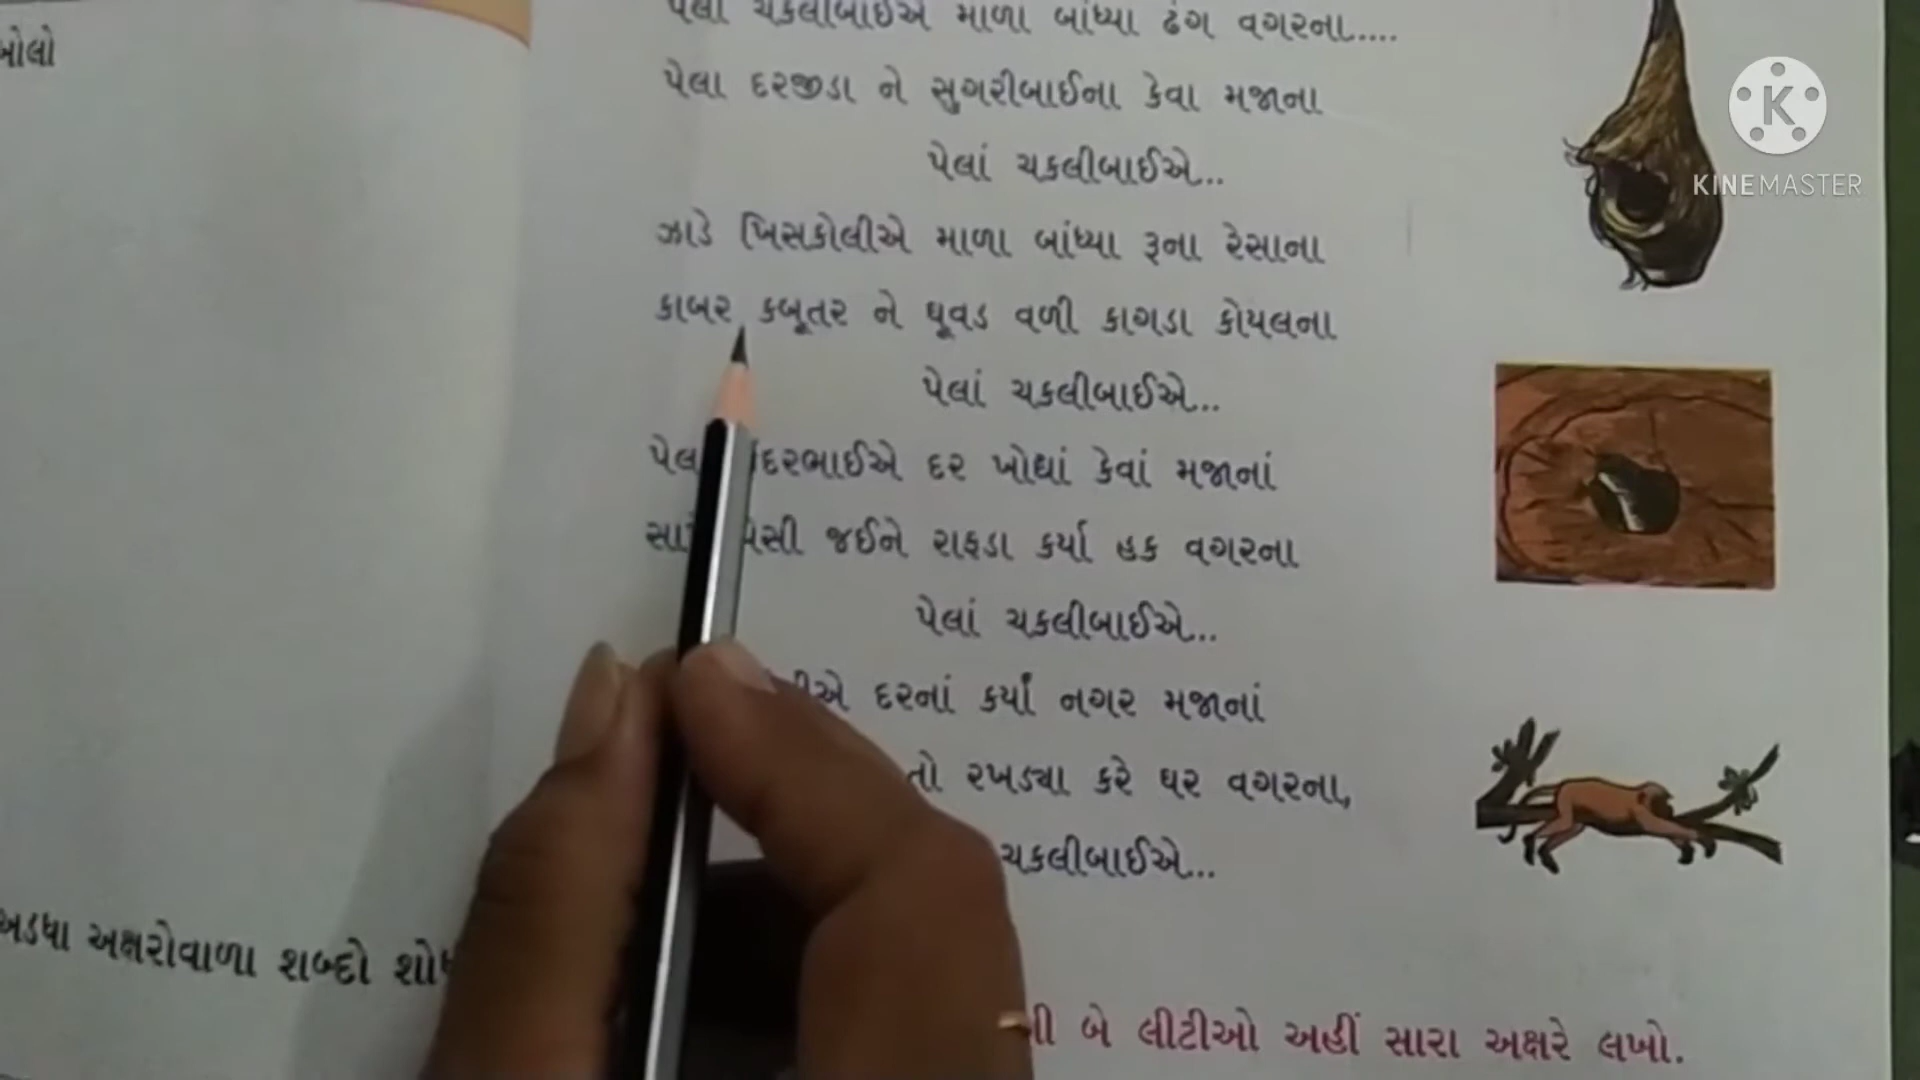 બોલો
પેલા ચકલીબાઈએ માળા બાંધ્યા ઢંગ વગરના.....
પેલા દરજીડા ને સુગરીબાઈના કેવા મજાના
પેલાં ચકલીબાઈએ...
ઝાડે ખિસકોલીએ માળા બાંધ્યા રૂના રેસાના
કાબર કબૂતર ને ઘૂવડ વળી કાગડા કોયલના
પેલાં ચકલીબાઈએ...
દરભાઈએ દર ખોદ્યાં કેવાં મજાનાં
પેસી જઈને રાફડા કર્યા હક વગરના
પેલાં ચકલીબાઈએ...
દરનાં કર્યાં નગર મજાનાં
તો રખડ્યા કરે ઘર વગરના,
ચકલીબાઈએ...
અડધા અક્ષરોવાળા શબ્દો
બે લીટીઓ અહીં સારા અક્ષરે લખો.
K
KINEMASTER